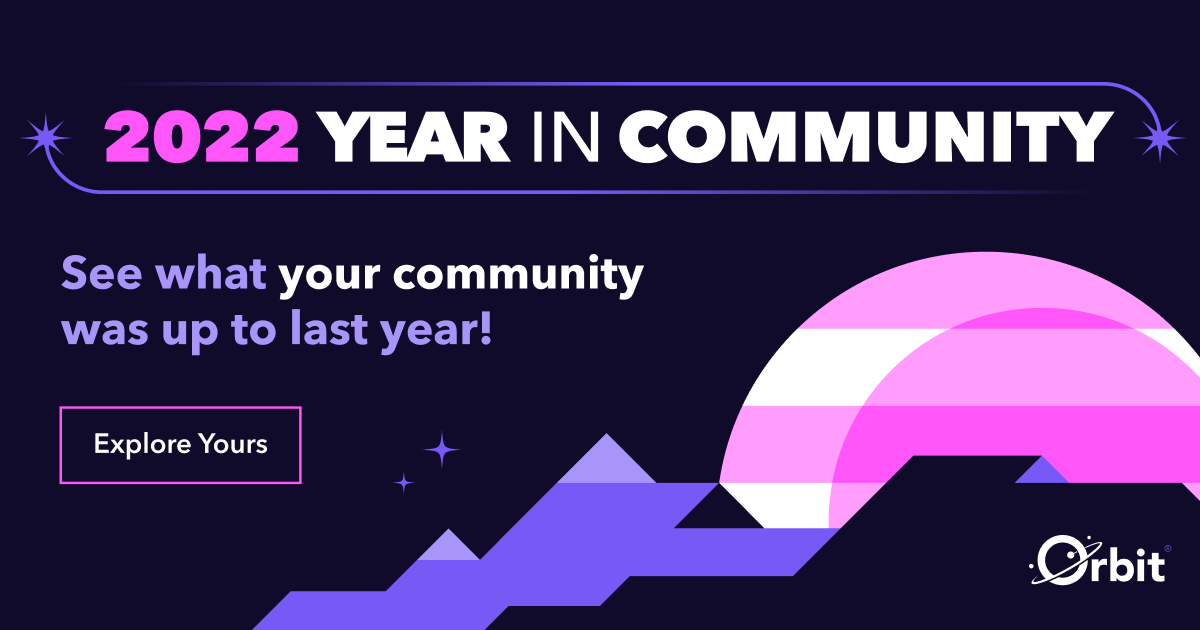 2022 YEAR IN COMMUNITY
See what your community
was up to last year!
Explore Yours
Orbit®